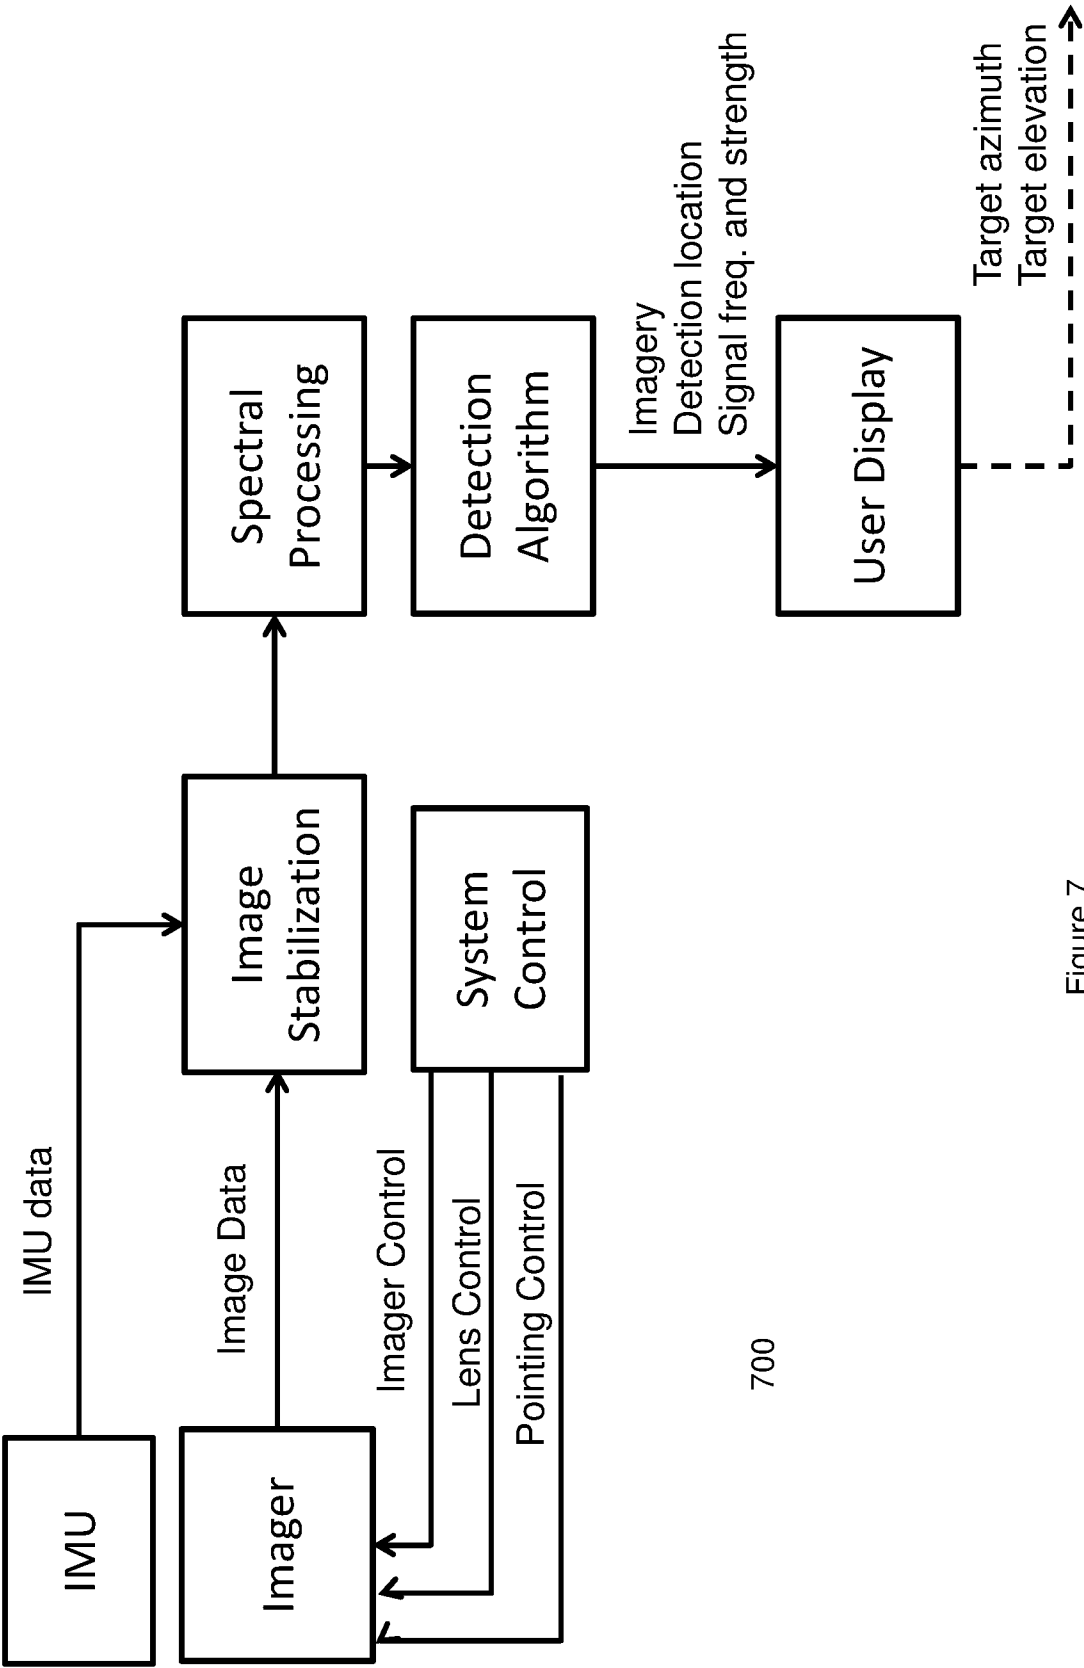 IMU
IMU data
Imager
Image Data
Image
Stabilization
Spectral
Processing
Imager Control
Lens Control
Pointing Control
System
Control
Detection
Algorithm
Imagery
Detection location
Signal freq. and strength
700
User Display
Target azimuth
Target elevation
Figure 7